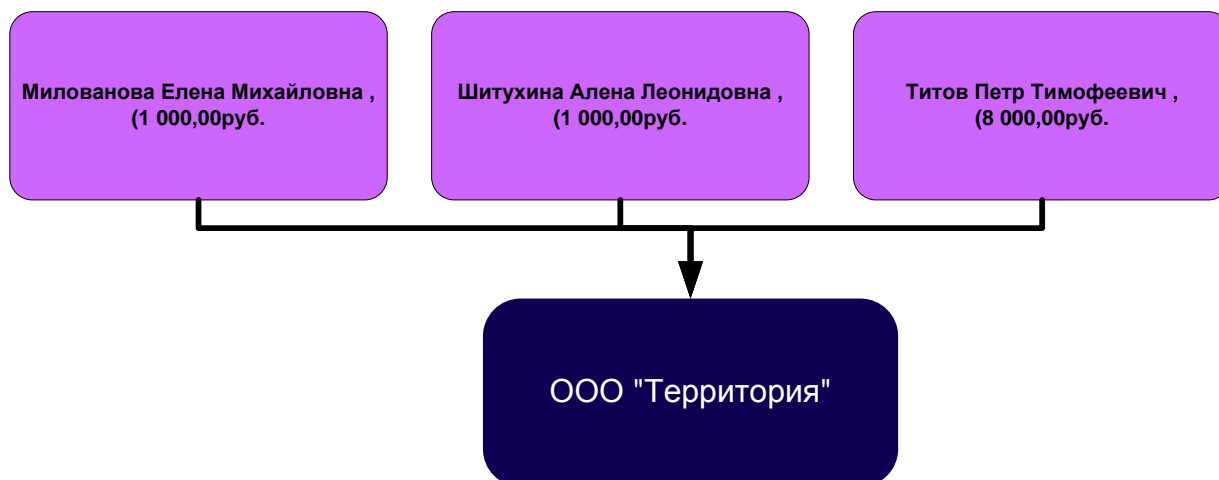 Милованова Елена Михайловна ,
(1 000,00руб.
Шитухина Алена Леонидовна ,
(1 000,00руб.
Титов Петр Тимофеевич ,
(8 000,00руб.
ООО "Территория"